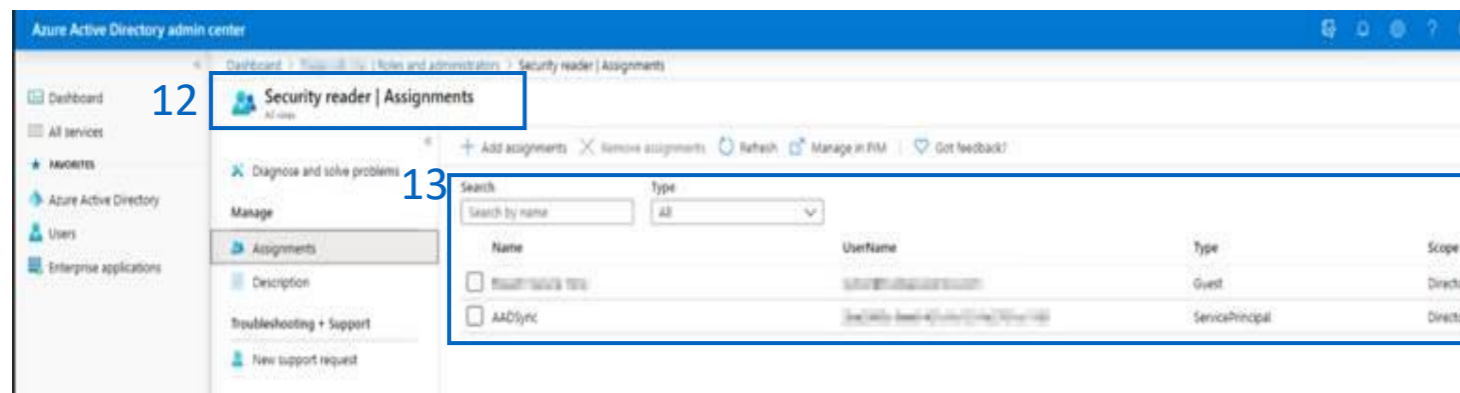 Azure Active Directory admin center
?
Dashboard > | Roles and administrators > Security reader | Assignments
12
Security reader | Assignments
All roles
Dashboard
All services
FAVORITES
Azure Active Directory
Users
Enterprise applications
Diagnose and solve problems
Manage
Assignments
Description
Troubleshooting + Support
New support request
+ Add assignments
Remove assignments
Refresh
Manage in PIM
Got feedback?
13
Search
Type
Search by name
All
Name UserName Type Scope
Guest Directo
AADSync ServicePrincipal Directo